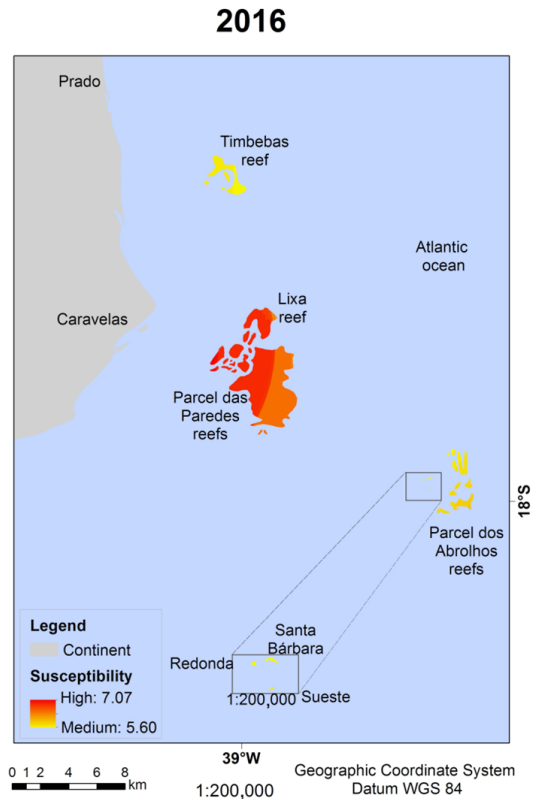 2016
Prado
Timbebas
reef
Atlantic
ocean
Lixa
reef
Caravelas
Parcel das
Paredes
reefs
18°S
Parcel dos
Abrolhos
reefs
Legend
Continent
Susceptibility
High: 7.07
Medium: 5.60
Santa
Bárbara
Redonda
1:200,000
Sueste
39°W
0 1 2 4 6 8
km
1:200,000
Geographic Coordinate System
Datum WGS 84